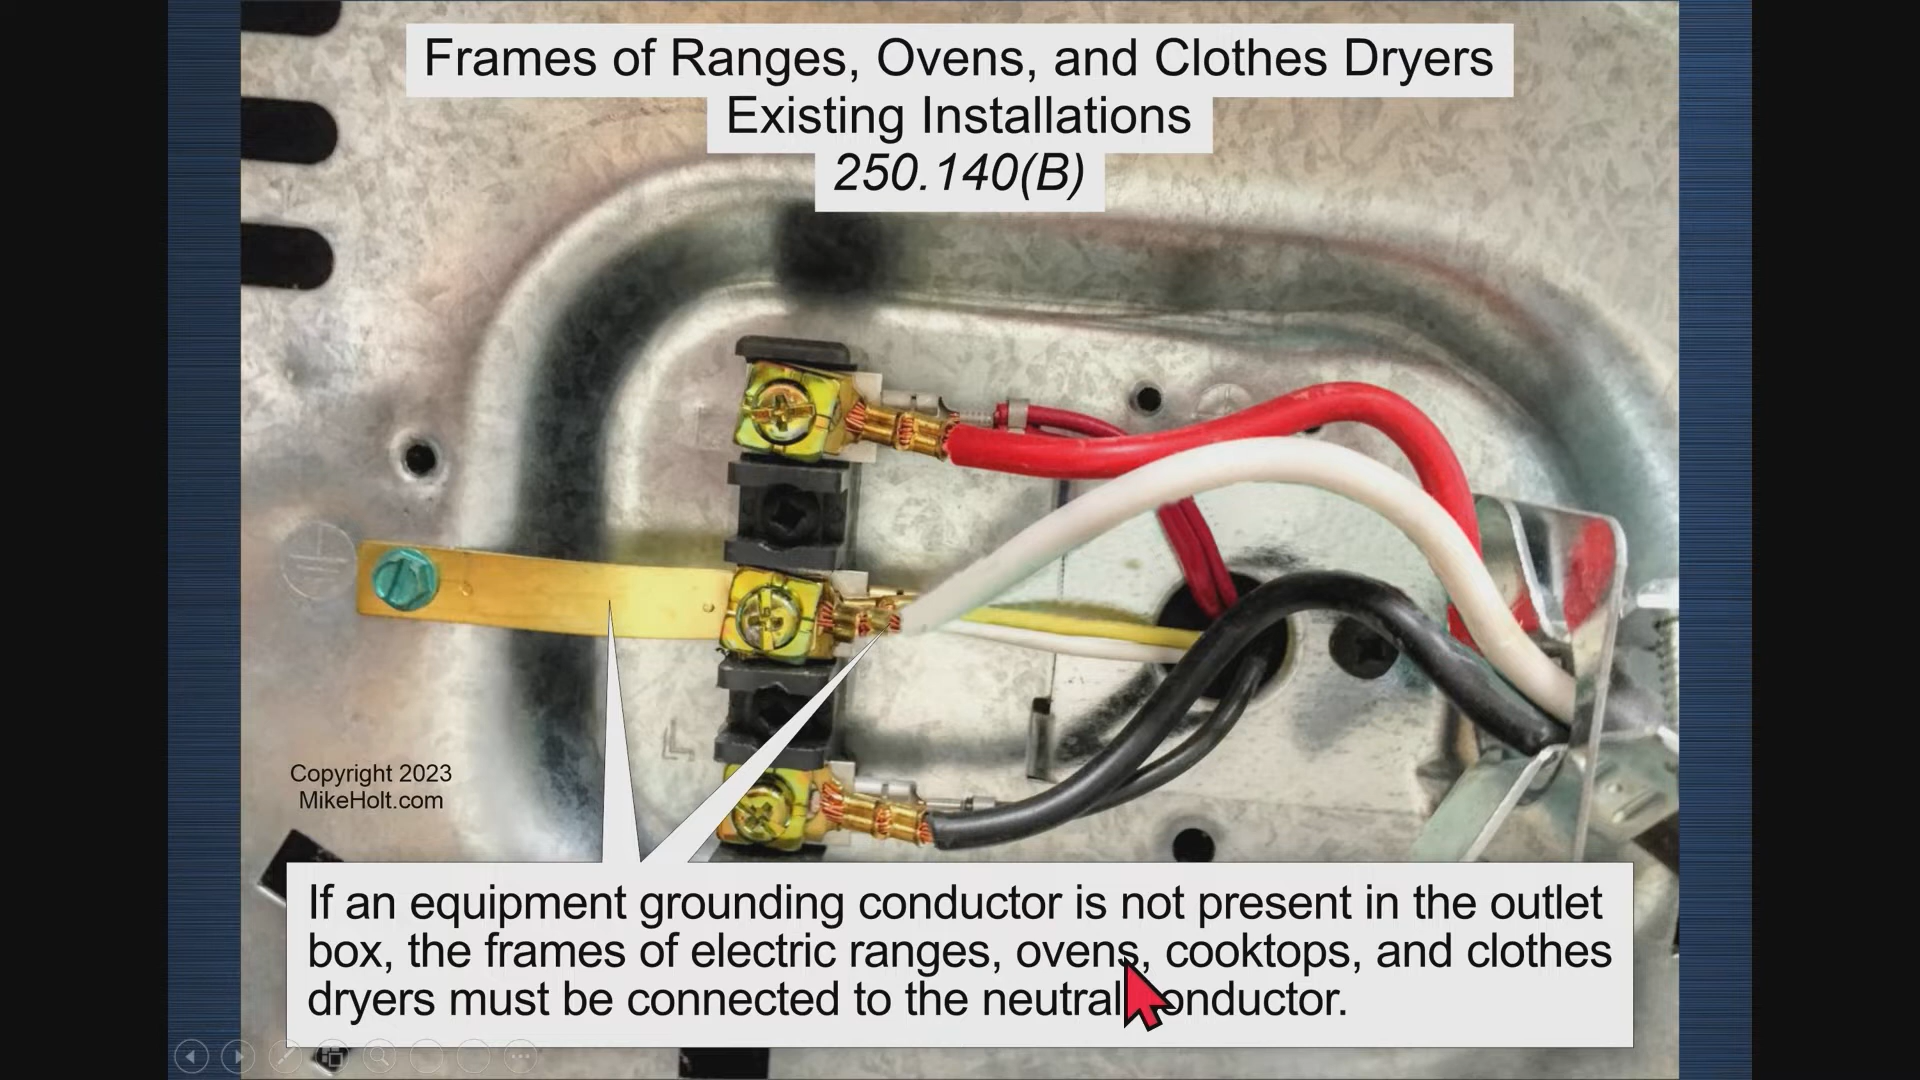 Frames of Ranges, Ovens, and Clothes Dryers
Existing Installations
250.140(B)
Copyright 2023
MikeHolt.com
If an equipment grounding conductor is not present in the outlet
box, the frames of electric ranges, ovens, cooktops, and clothes
dryers must be connected to the neutral conductor.